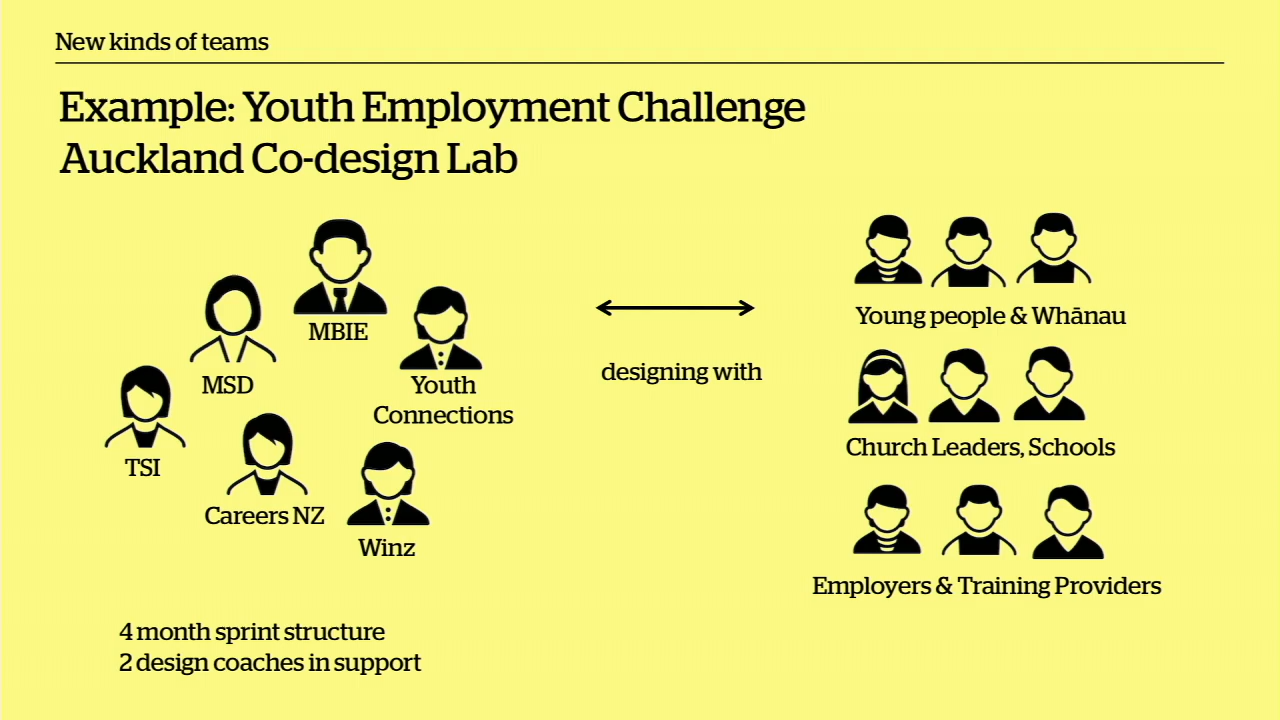 New kinds of teams
Example: Youth Employment Challenge
Auckland Co-design Lab
MBIE
MSD
Youth
Connections
TSI
Careers NZ
Winz
designing with
Young people & Whānau
Church Leaders, Schools
Employers & Training Providers
4 month sprint structure
2 design coaches in support